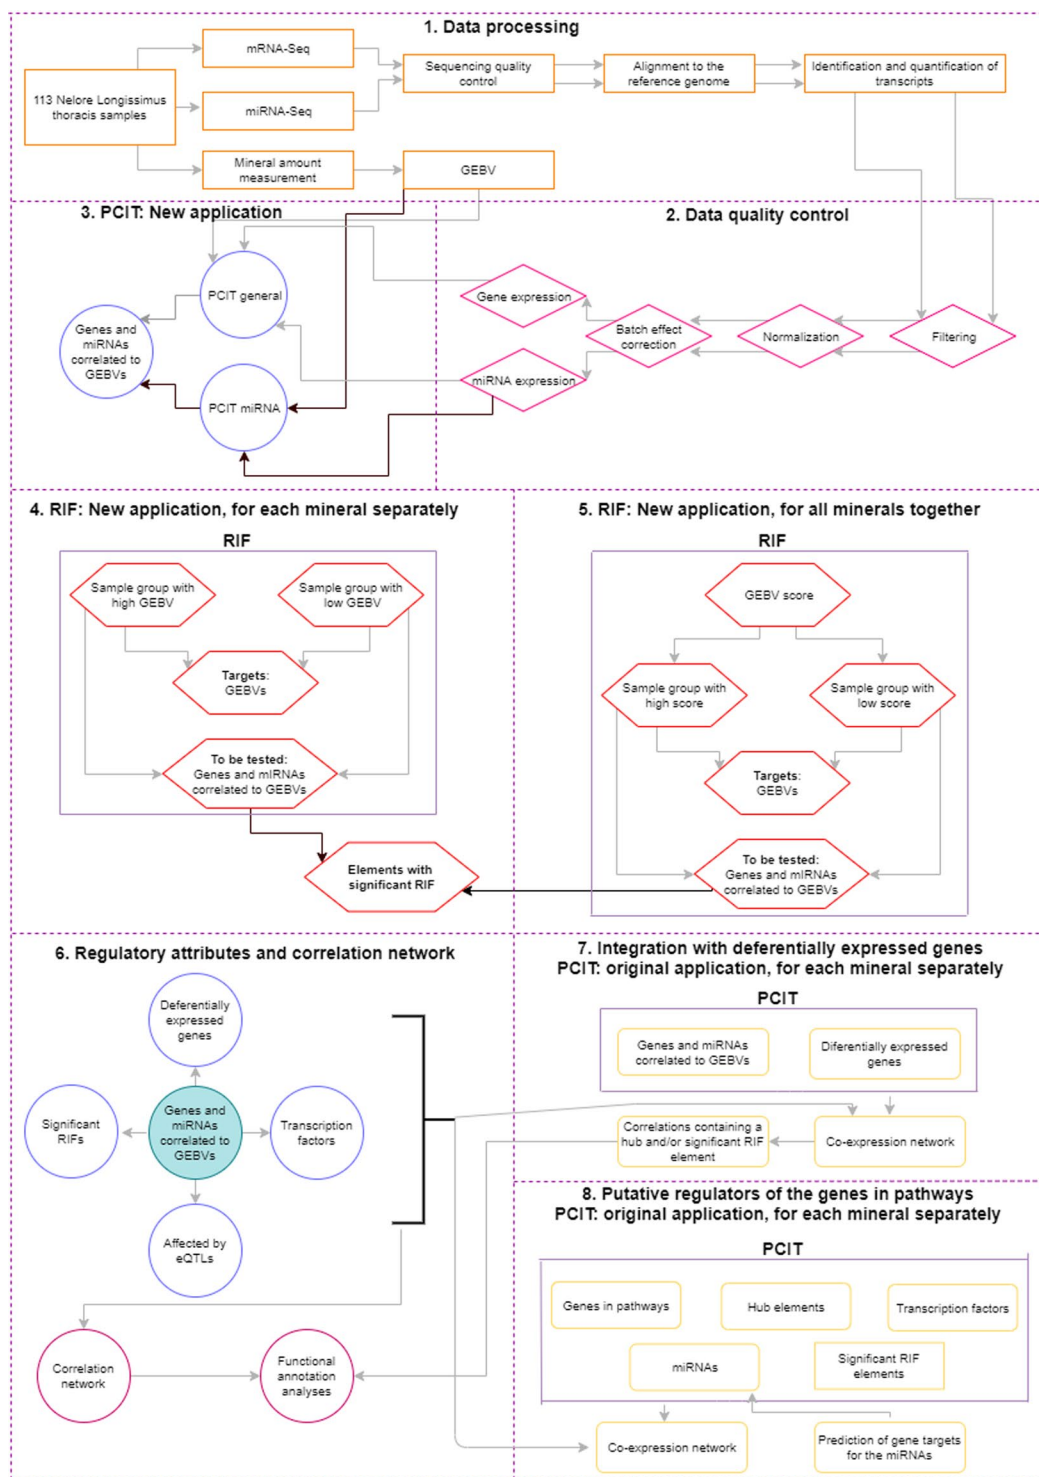 1. Data processing
mRNA-Seq
113 Nelore Longissimus
thoracis samples
miRNA-Seq
Sequencing quality
control
Alignment to the
reference genome
Identification and quantification of
transcripts
Mineral amount
measurement
GEBV
3. PCIT: New application
PCIT general
Genes and
miRNAs
correlated to
GEBVs
PCIT miRNA
2. Data quality control
Gene expression
Batch effect
correction
Normalization
Filtering
miRNA expression
4. RIF: New application, for each mineral separately
RIF
Sample group with
high GEBV
Sample group with
low GEBV
Targets:
GEBVs
To be tested:
Genes and miRNAs
correlated to GEBVs
Elements with
significant RIF
5. RIF: New application, for all minerals together
RIF
GEBV score
Sample group with
high score
Sample group with
low score
Targets:
GEBVs
To be tested:
Genes and miRNAs
correlated to GEBVs
6. Regulatory attributes and correlation network
Deferentially
expressed
genes
Significant
RIFs
Genes and
miRNAs
correlated to
GEBVs
Transcription
factors
Affected by
eQTLs
Correlation
network
Functional
annotation
analyses
7. Integration with deferentially expressed genes
PCIT: original application, for each mineral separately
PCIT
Genes and miRNAs
correlated to GEBVs
Diferentially expressed
genes
Correlations containing a
hub and/or significant RIF
element
Co-expression network
8. Putative regulators of the genes in pathways
PCIT: original application, for each mineral separately
PCIT
Genes in pathways
Hub elements
Transcription factors
miRNAs
Significant RIF
elements
Co-expression network
Prediction of gene targets
for the miRNAs